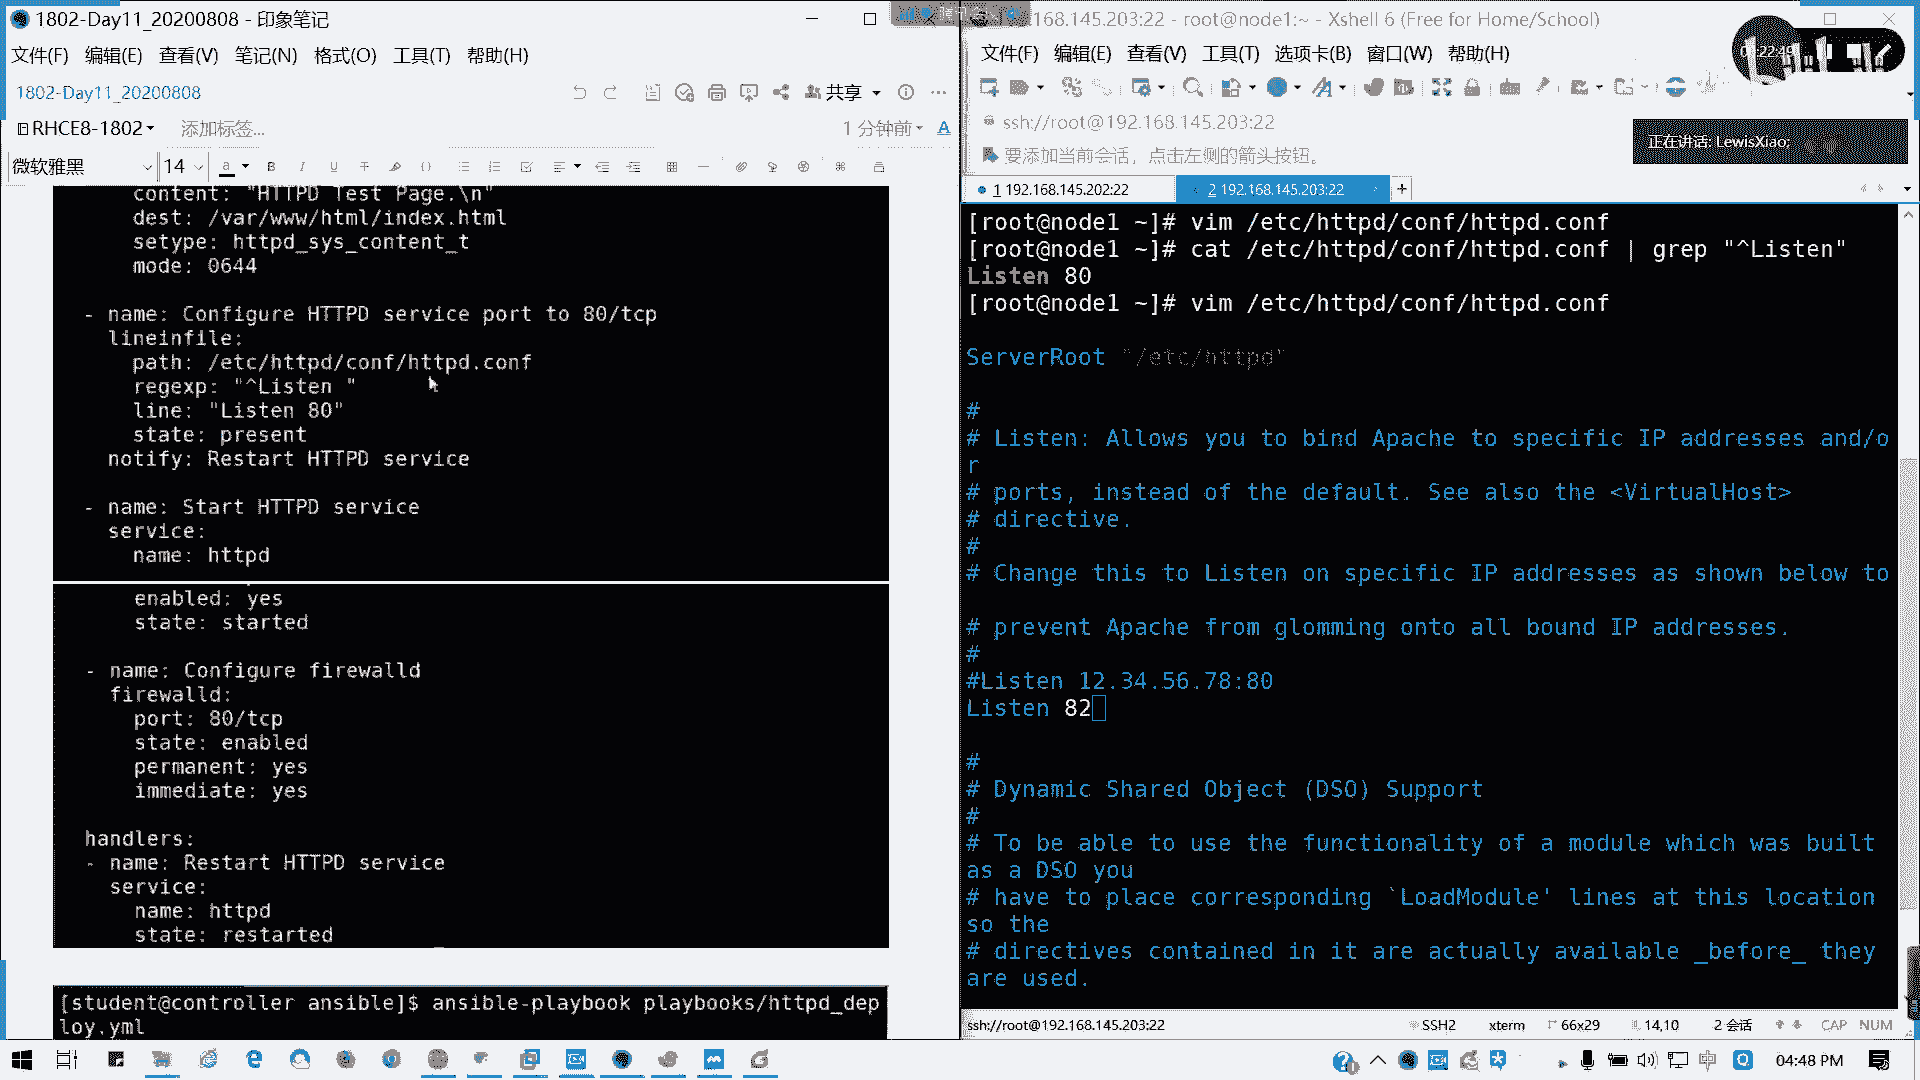 1802-Day11_20200808 - 印象笔记
文件(F) 编辑(E) 查看(V) 笔记(N) 格式(O) 工具(T) 帮助(H)
1802-Day11_20200808
共享
RHCE8-1802
添加标签...
1 分钟前
微软雅黑
14
content: "HTTPD Test Page.\n"
dest: /var/www/html/index.html
setype: httpd_sys_content_t
mode: 0644
- name: Configure HTTPD service port to 80/tcp
lineinfile:
path: /etc/httpd/conf/httpd.conf
regexp: "^Listen "
line: "Listen 80"
state: present
notify: Restart HTTPD service
- name: Start HTTPD service
service:
name: httpd
enabled: yes
state: started
- name: Configure firewalld
firewalld:
port: 80/tcp
state: enabled
permanent: yes
immediate: yes
handlers:
- name: Restart HTTPD service
service:
name: httpd
state: restarted
[student@controller ansible]$ ansible-playbook playbooks/httpd_dep
loy.yml
168.145.203:22 - root@node1:~ - Xshell 6 (Free for Home/School)
文件(F) 编辑(E) 查看(V) 工具(T) 选项卡(B) 窗口(W) 帮助(H)
ssh://root@192.168.145.203:22
要添加当前会话，点击左侧的箭头按钮。
正在讲话: LewisXiao;
1 192.168.145.202:22
2 192.168.145.203:22
[root@node1 ~]# vim /etc/httpd/conf/httpd.conf
[root@node1 ~]# cat /etc/httpd/conf/httpd.conf | grep "^Listen"
Listen 80
[root@node1 ~]# vim /etc/httpd/conf/httpd.conf
ServerRoot "/etc/httpd"
#
# Listen: Allows you to bind Apache to specific IP addresses and/o
r
# ports, instead of the default. See also the <VirtualHost>
# directive.
#
# Change this to Listen on specific IP addresses as shown below to
# prevent Apache from glomming onto all bound IP addresses.
#
#Listen 12.34.56.78:80
Listen 82
#
# Dynamic Shared Object (DSO) Support
#
# To be able to use the functionality of a module which was built
as a DSO you
# have to place corresponding `LoadModule' lines at this location
so the
# directives contained in it are actually available _before_ they
are used.
ssh://root@192.168.145.203:22
SSH2
xterm
66x29
14,10
2 会话
CAP NUM
中
04:48 PM